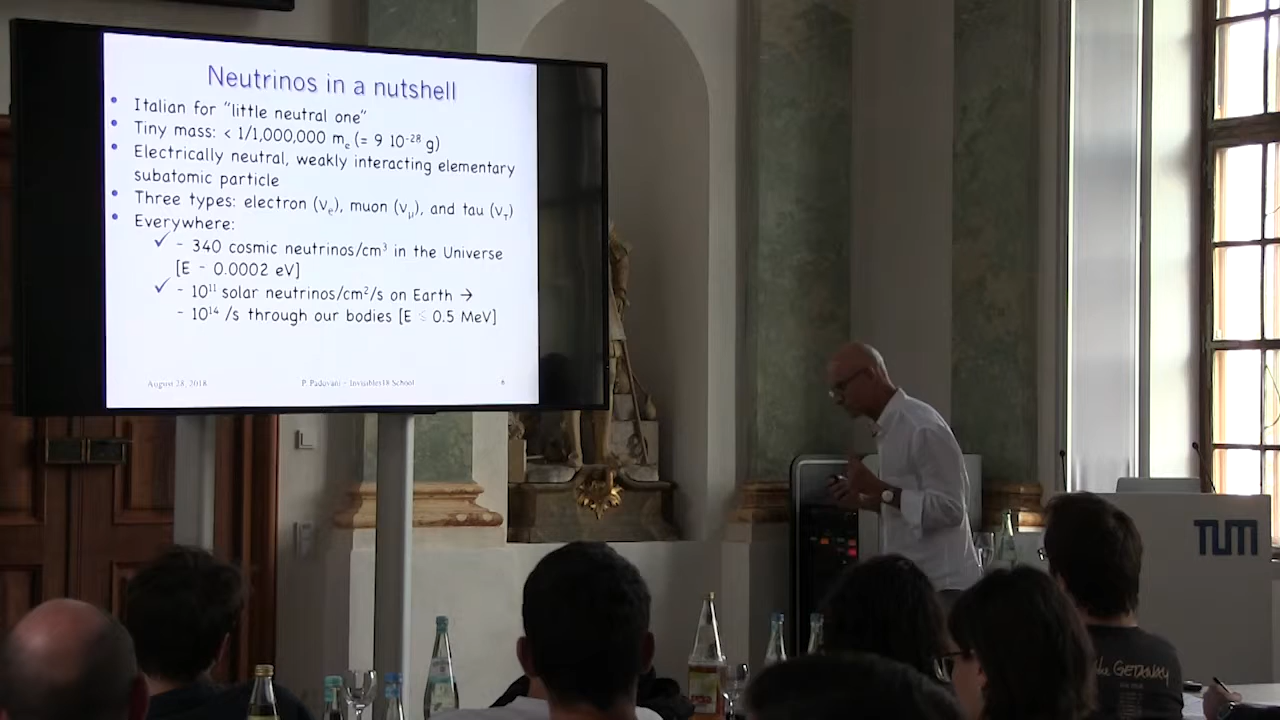 Neutrinos in a nutshell
• Italian for “little neutral one”
• Tiny mass: < 1/1,000,000 mₑ (= 9 10⁻²⁸ g)
• Electrically neutral, weakly interacting elementary
subatomic particle
• Three types: electron (νₑ), muon (ν_μ), and tau (ν_τ)
• Everywhere:
✓ ~ 340 cosmic neutrinos/cm³ in the Universe
[E ~ 0.0002 eV]
✓ ~ 10¹¹ solar neutrinos/cm²/s on Earth →
~ 10¹⁴ /s through our bodies [E ≤ 0.5 MeV]
August 28, 2018 P. Padovani – Invisibles18 School 6
TUM
the GETAWAY